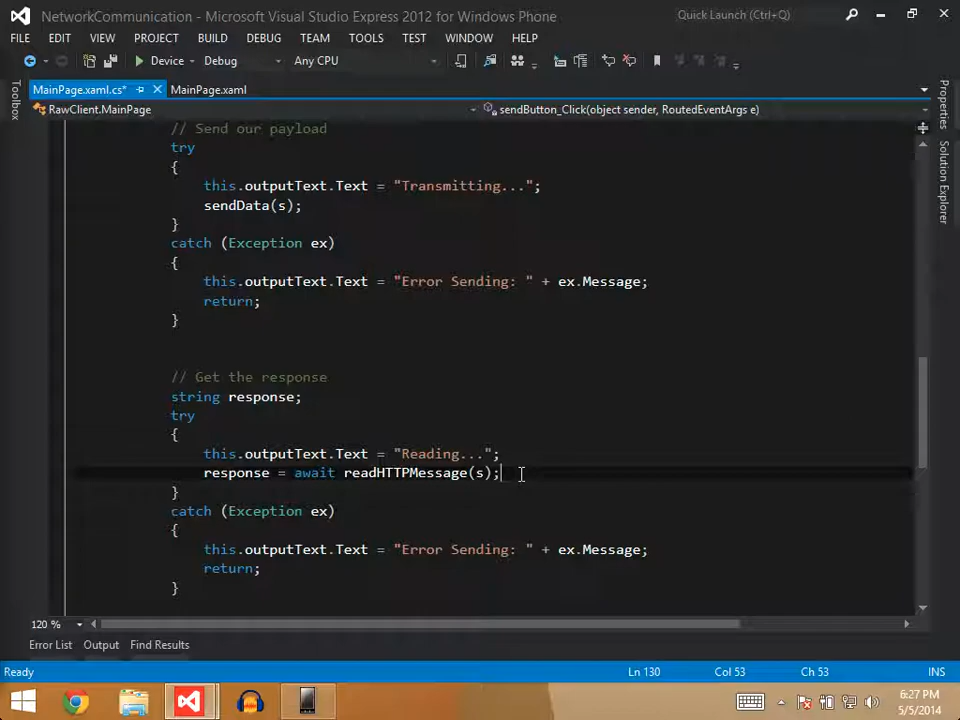 NetworkCommunication - Microsoft Visual Studio Express 2012 for Windows Phone
Quick Launch (Ctrl+Q)
FILE EDIT VIEW PROJECT BUILD DEBUG TEAM TOOLS TEST WINDOW HELP
Device Debug Any CPU
MainPage.xaml.cs* MainPage.xaml
RawClient.MainPage sendButton_Click(object sender, RoutedEventArgs e)
Toolbox
Properties
Solution Explorer
// Send our payload
try
{
this.outputText.Text = "Transmitting...";
sendData(s);
}
catch (Exception ex)
{
this.outputText.Text = "Error Sending: " + ex.Message;
return;
}
// Get the response
string response;
try
{
this.outputText.Text = "Reading...";
response = await readHTTPMessage(s);
}
catch (Exception ex)
{
this.outputText.Text = "Error Sending: " + ex.Message;
return;
}
120 %
Error List Output Find Results
Ready Ln 130 Col 53 Ch 53 INS
6:27 PM
5/5/2014